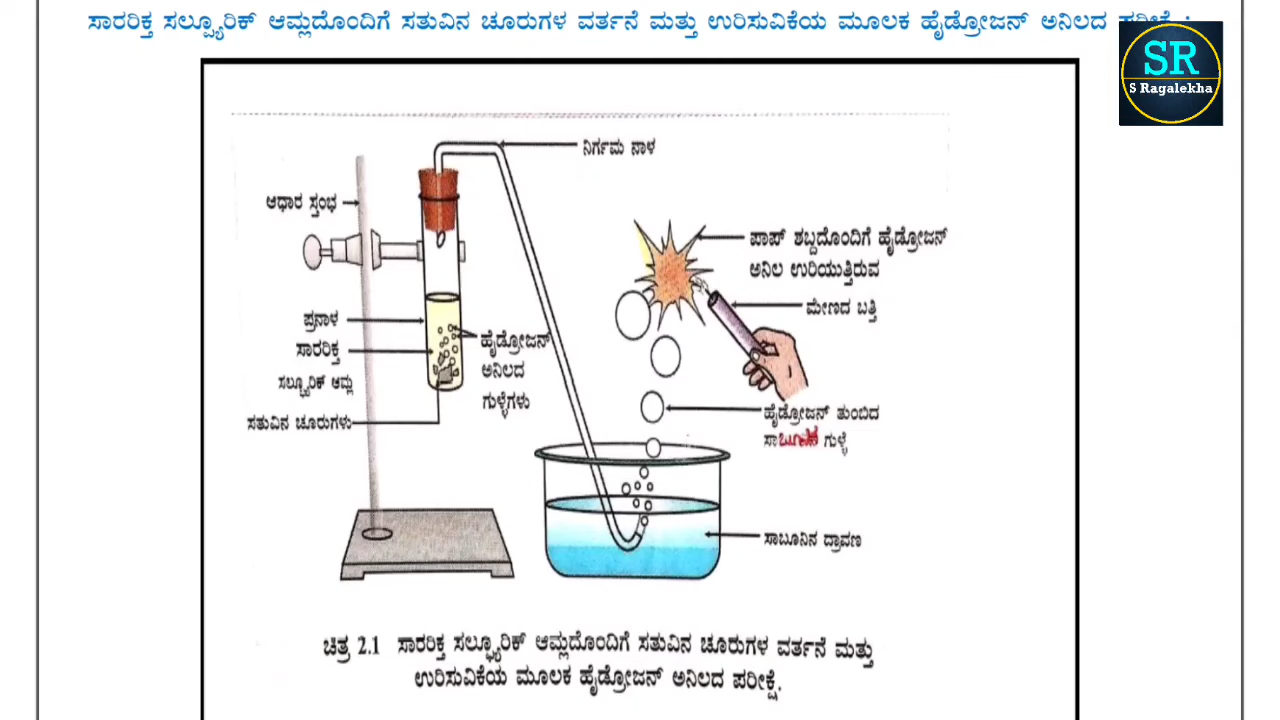 ಸಾರರಿಕ್ತ ಸಲ್ಫ್ಯೂರಿಕ್ ಆಮ್ಲದೊಂದಿಗೆ ಸತುವಿನ ಚೂರುಗಳ ವರ್ತನೆ ಮತ್ತು ಉರಿಸುವಿಕೆಯ ಮೂಲಕ ಹೈಡ್ರೋಜನ್ ಅನಿಲದ ಪರೀಕ್ಷೆ :
SR
S Ragalekha
ನಿರ್ಗಮ ನಾಳ
ಆಧಾರ ಸ್ತಂಭ
ಪಾಪ್ ಶಬ್ದದೊಂದಿಗೆ ಹೈಡ್ರೋಜನ್
ಅನಿಲ ಉರಿಯುತ್ತಿರುವ
ಮೇಣದ ಬತ್ತಿ
ಪ್ರನಾಳ
ಸಾರರಿಕ್ತ
ಸಲ್ಫ್ಯೂರಿಕ್ ಆಮ್ಲ
ಸತುವಿನ ಚೂರುಗಳು
ಹೈಡ್ರೋಜನ್
ಅನಿಲದ
ಗುಳ್ಳೆಗಳು
ಹೈಡ್ರೋಜನ್ ತುಂಬಿದ
ಸಾಬೂನಿನ ಗುಳ್ಳೆ
ಸಾಬೂನಿನ ದ್ರಾವಣ
ಚಿತ್ರ 2.1 ಸಾರರಿಕ್ತ ಸಲ್ಫ್ಯೂರಿಕ್ ಆಮ್ಲದೊಂದಿಗೆ ಸತುವಿನ ಚೂರುಗಳ ವರ್ತನೆ ಮತ್ತು
ಉರಿಸುವಿಕೆಯ ಮೂಲಕ ಹೈಡ್ರೋಜನ್ ಅನಿಲದ ಪರೀಕ್ಷೆ.